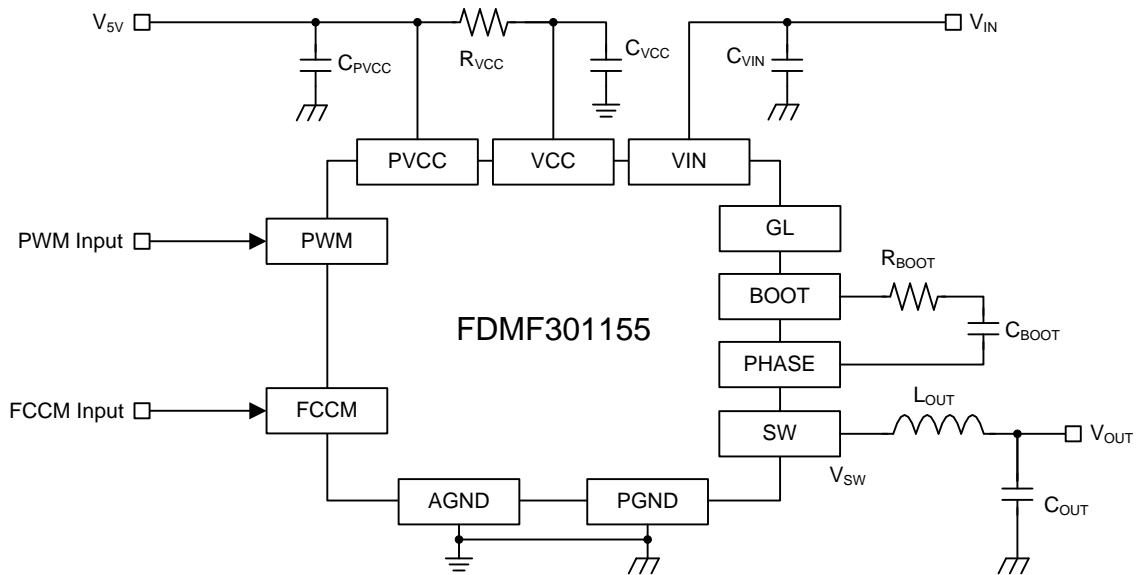 V5V
RVCC
CPVCC
CVCC
CVIN
VIN
PVCC
VCC
VIN
PWM Input
PWM
GL
RBOOT
BOOT
CBOOT
FDMF301155
PHASE
FCCM Input
FCCM
LOUT
SW
VOUT
VSW
AGND
PGND
COUT